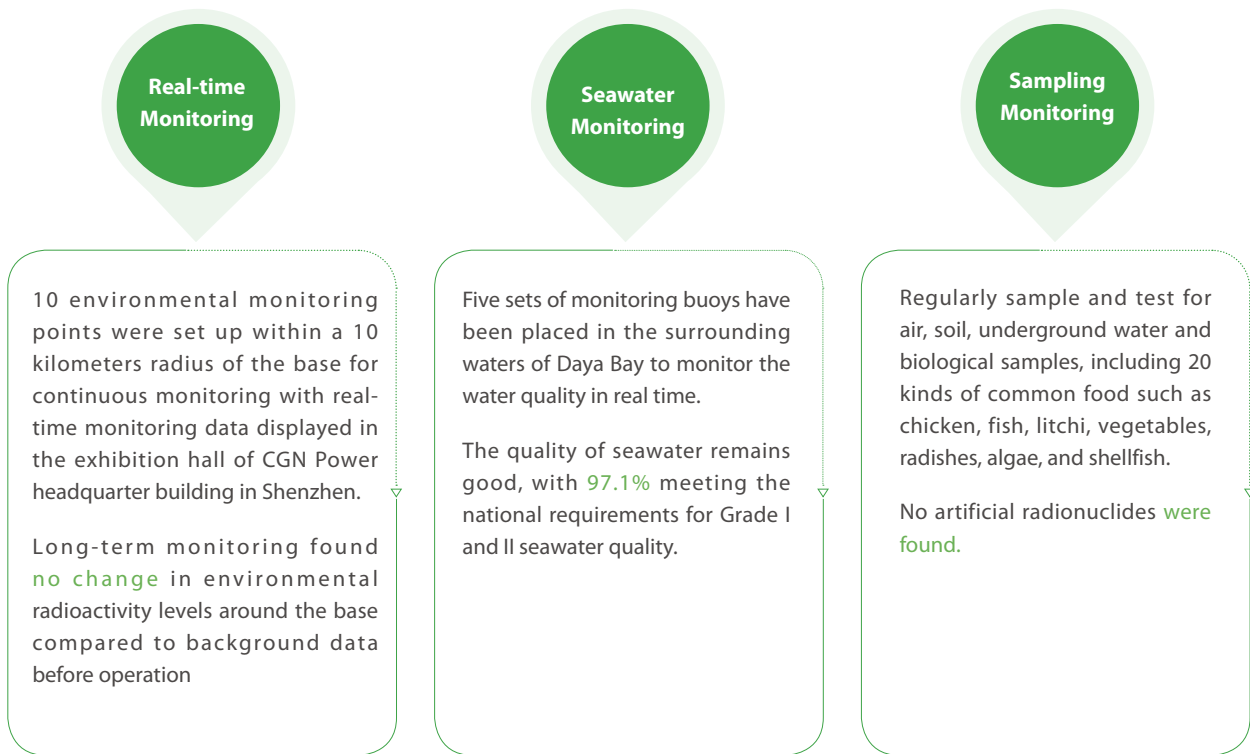 Real-time
Monitoring
10 environmental monitoring
points were set up within a 10
kilometers radius of the base for
continuous monitoring with real-
time monitoring data displayed in
the exhibition hall of CGN Power
headquarter building in Shenzhen.
Long-term monitoring found
no change in environmental
radioactivity levels around the base
compared to background data
before operation
Seawater
Monitoring
Five sets of monitoring buoys have
been placed in the surrounding
waters of Daya Bay to monitor the
water quality in real time.
The quality of seawater remains
good, with 97.1% meeting the
national requirements for Grade I
and II seawater quality.
Sampling
Monitoring
Regularly sample and test for
air, soil, underground water and
biological samples, including 20
kinds of common food such as
chicken, fish, litchi, vegetables,
radishes, algae, and shellfish.
No artificial radionuclides were
found.